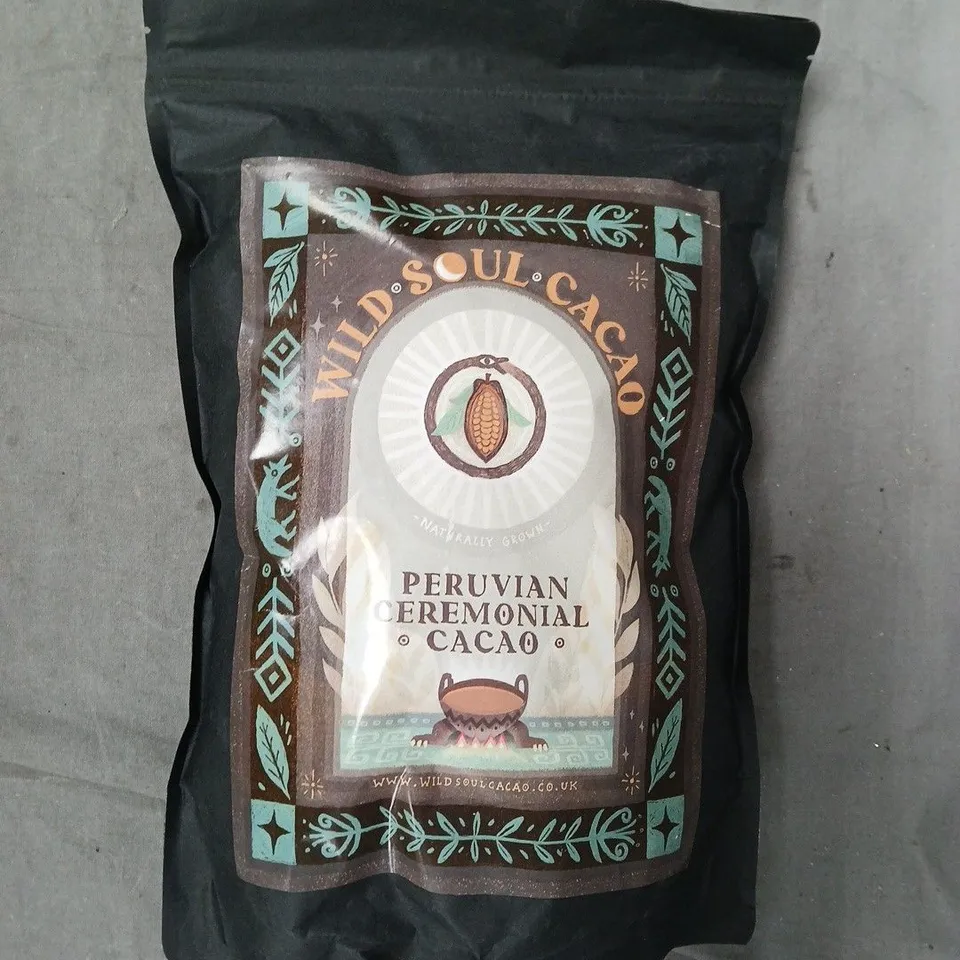 WILD·SOUL·CACAO
-NATURALLY GROWN-
PERUVIAN
CEREMONIAL
CACAO
WWW.WILDSOULCACAO.CO.UK